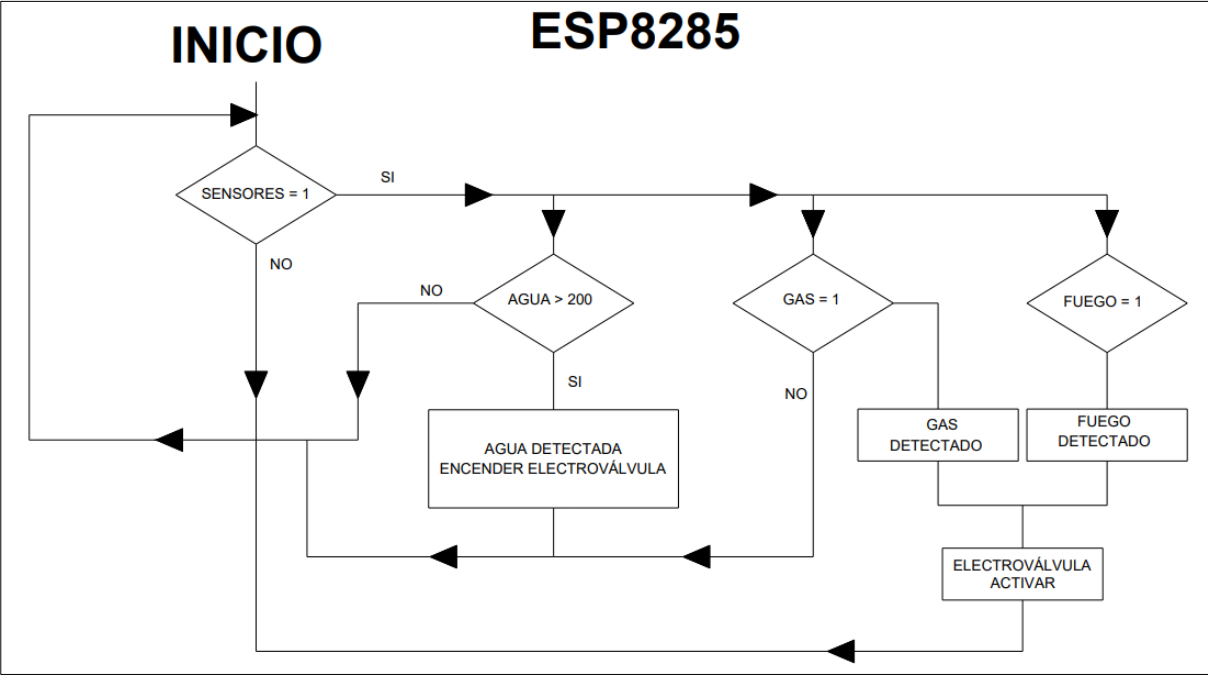 INICIO
ESP8285
SENSORES = 1
SI
NO
AGUA > 200
NO
SI
GAS = 1
NO
FUEGO = 1
AGUA DETECTADA
ENCENDER ELECTROVÁLVULA
GAS
DETECTADO
FUEGO
DETECTADO
ELECTROVÁLVULA
ACTIVAR